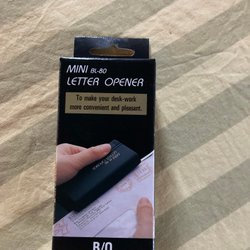 MINI BL-80
LETTER OPENER
To make your desk-work
more convenient and pleasant.
B/O